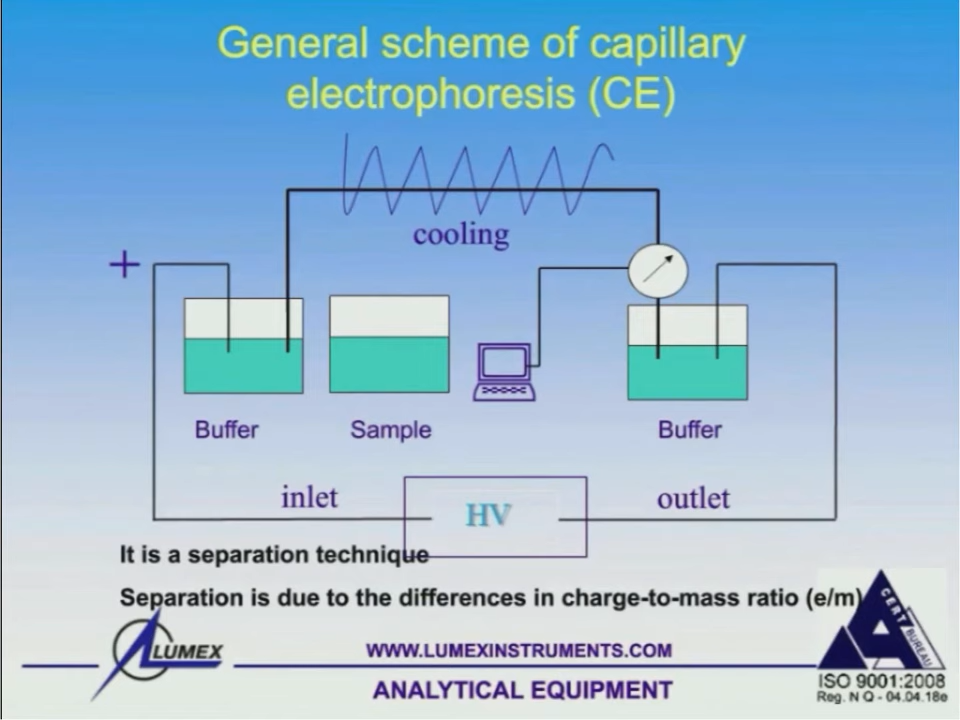 General scheme of capillary
electrophoresis (CE)
cooling
+
Buffer
Sample
Buffer
inlet
HV
outlet
It is a separation technique
Separation is due to the differences in charge-to-mass ratio (e/m)
LUMEX
WWW.LUMEXINSTRUMENTS.COM
ANALYTICAL EQUIPMENT
CERT
BUREAU
ISO 9001:2008
Reg. N Q - 04.04.18e